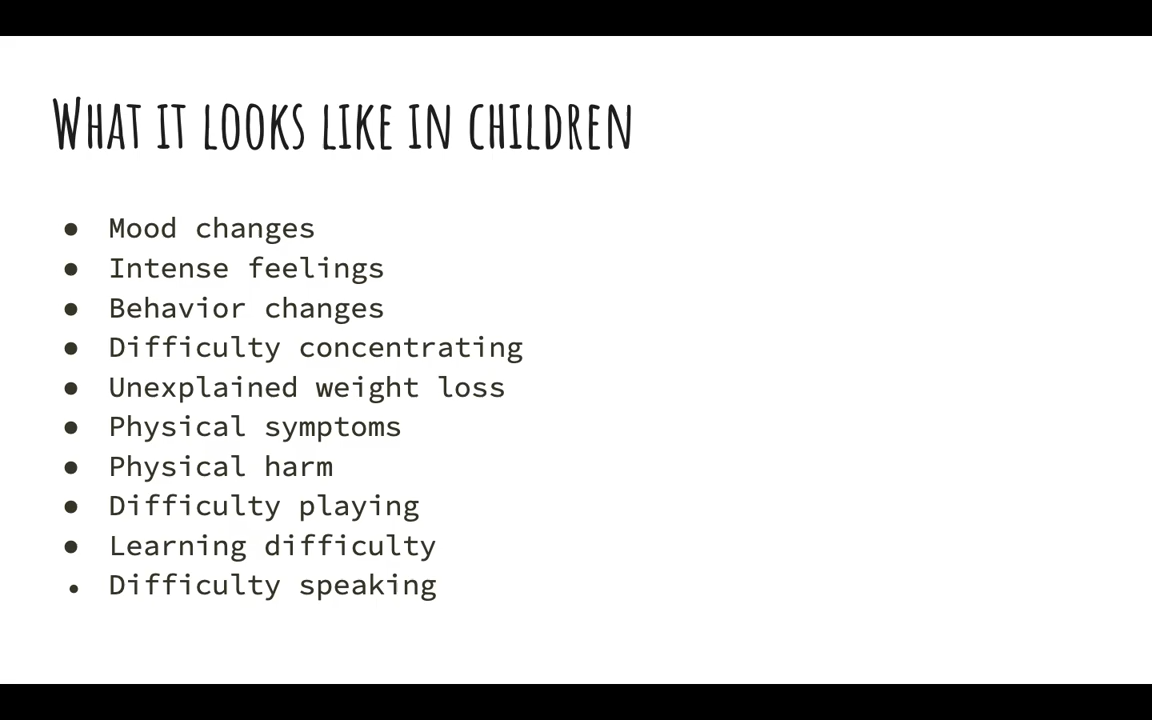 What it looks like in children
● Mood changes
● Intense feelings
● Behavior changes
● Difficulty concentrating
● Unexplained weight loss
● Physical symptoms
● Physical harm
● Difficulty playing
● Learning difficulty
● Difficulty speaking